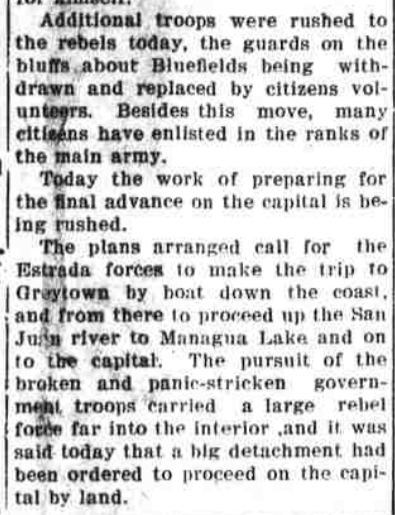 for himself.
Additional troops were rushed to
the rebels today, the guards on the
bluffs about Bluefields being with-
drawn and replaced by citizens vol-
unteers. Besides this move, many
citizens have enlisted in the ranks of
the main army.
Today the work of preparing for
the final advance on the capital is be-
ing rushed.
The plans arranged call for the
Estrada forces to make the trip to
Greytown by boat down the coast,
and from there to proceed up the San
Juan river to Managua Lake and on
to the capital. The pursuit of the
broken and panic-stricken govern-
ment troops carried a large rebel
force far into the interior ,and it was
said today that a big detachment had
been ordered to proceed on the capi-
tal by land.